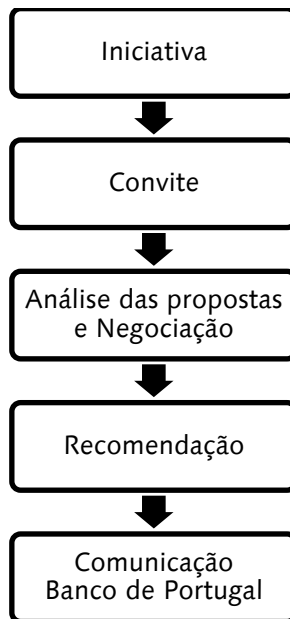 Iniciativa
Convite
Análise das propostas
e Negociação
Recomendação
Comunicação
Banco de Portugal